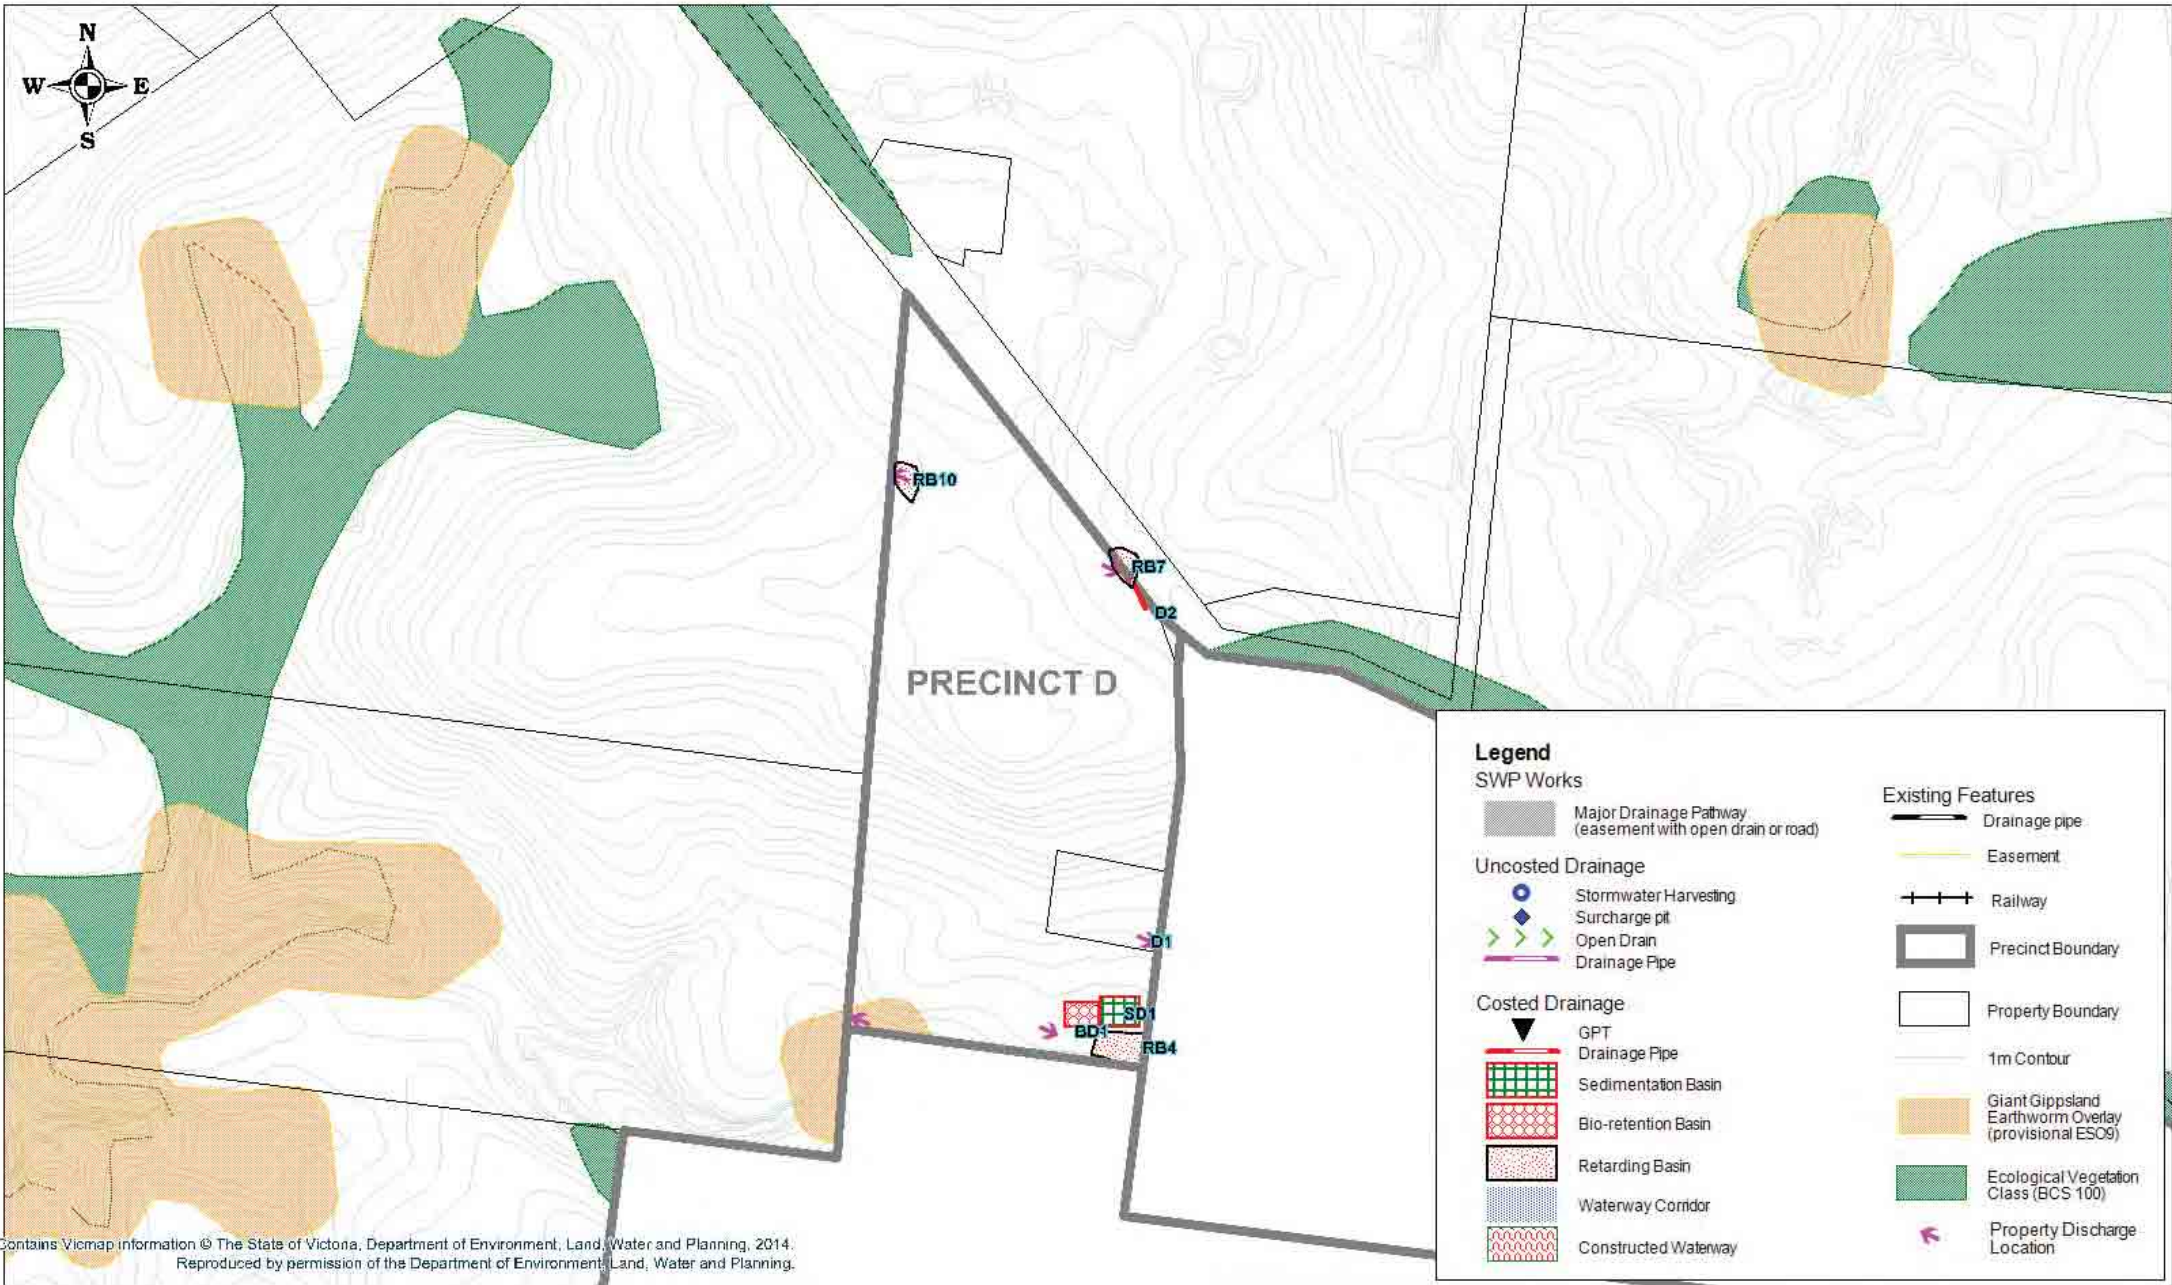 N
W E
S
RB10
RB7
D2
PRECINCT D
D1
SD1
BD1
RB4
Legend
SWP Works
Major Drainage Pathway
(easement with open drain or road)
Uncosted Drainage
Stormwater Harvesting
Surcharge pit
Open Drain
Drainage Pipe
Costed Drainage
GPT
Drainage Pipe
Sedimentation Basin
Bio-retention Basin
Retarding Basin
Waterway Corridor
Constructed Waterway
Existing Features
Drainage pipe
Easement
Railway
Precinct Boundary
Property Boundary
1m Contour
Giant Gippsland
Earthworm Overlay
(provisional ESO9)
Ecological Vegetation
Class (BCS 100)
Property Discharge
Location
Contains Vicmap information © The State of Victoria, Department of Environment, Land, Water and Planning, 2014.
Reproduced by permission of the Department of Environment, Land, Water and Planning.